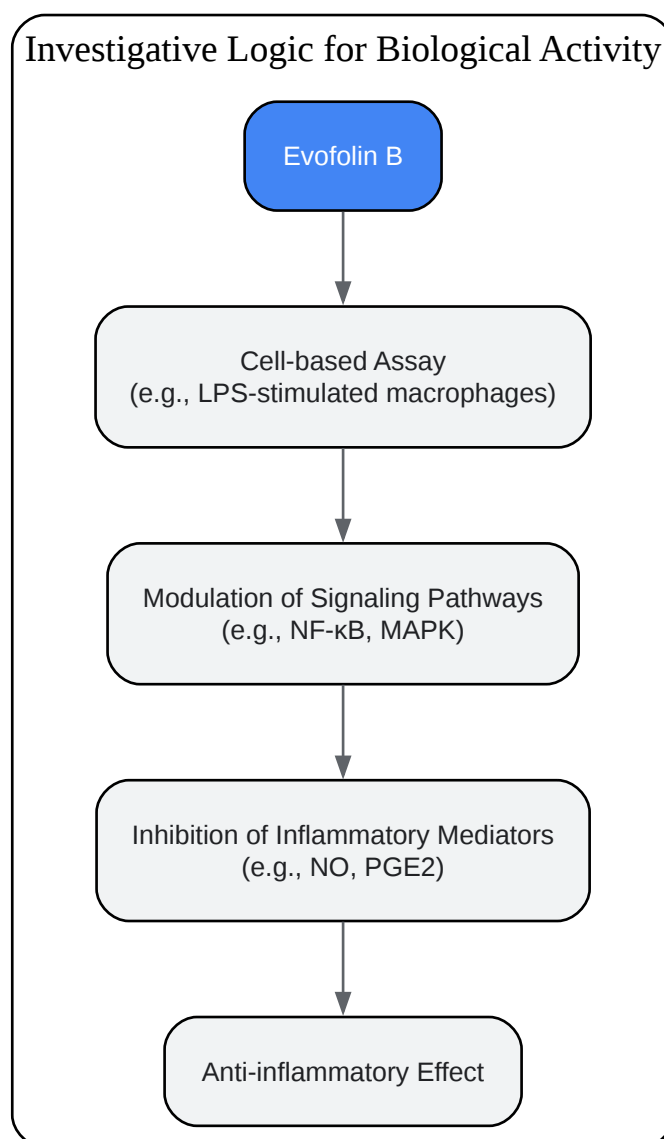 Investigative Logic for Biological Activity
Evofolin B
Cell-based Assay
(e.g., LPS-stimulated macrophages)
Modulation of Signaling Pathways
(e.g., NF-κB, MAPK)
Inhibition of Inflammatory Mediators
(e.g., NO, PGE2)
Anti-inflammatory Effect